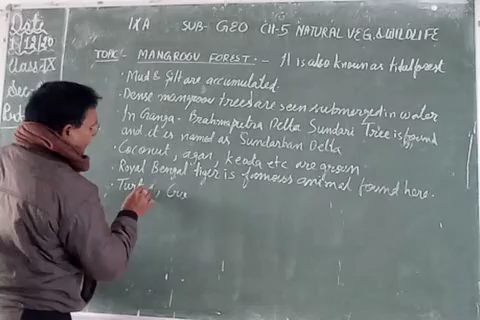 Date
1/12/20
Class IX
IX A SUB- GEO CH-5 NATURAL VEG. & WILDLIFE
TOPIC - MANGROOV FOREST. - It is also known as tidal forest
· Mud & Silt are accumulated.
· Dense mangroov trees are seen submerged in water
In Ganga - Brahmaputra Delta Sundari Tree is found
and it is named as Sundarban Delta
· Coconut, agar, keoda etc are grown.
· Royal Bengal tiger is famous animal found here.